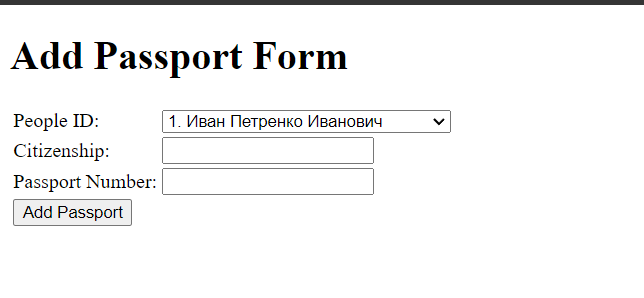 Add Passport Form
People ID: 1. Иван Петренко Иванович
Citizenship:
Passport Number:
Add Passport